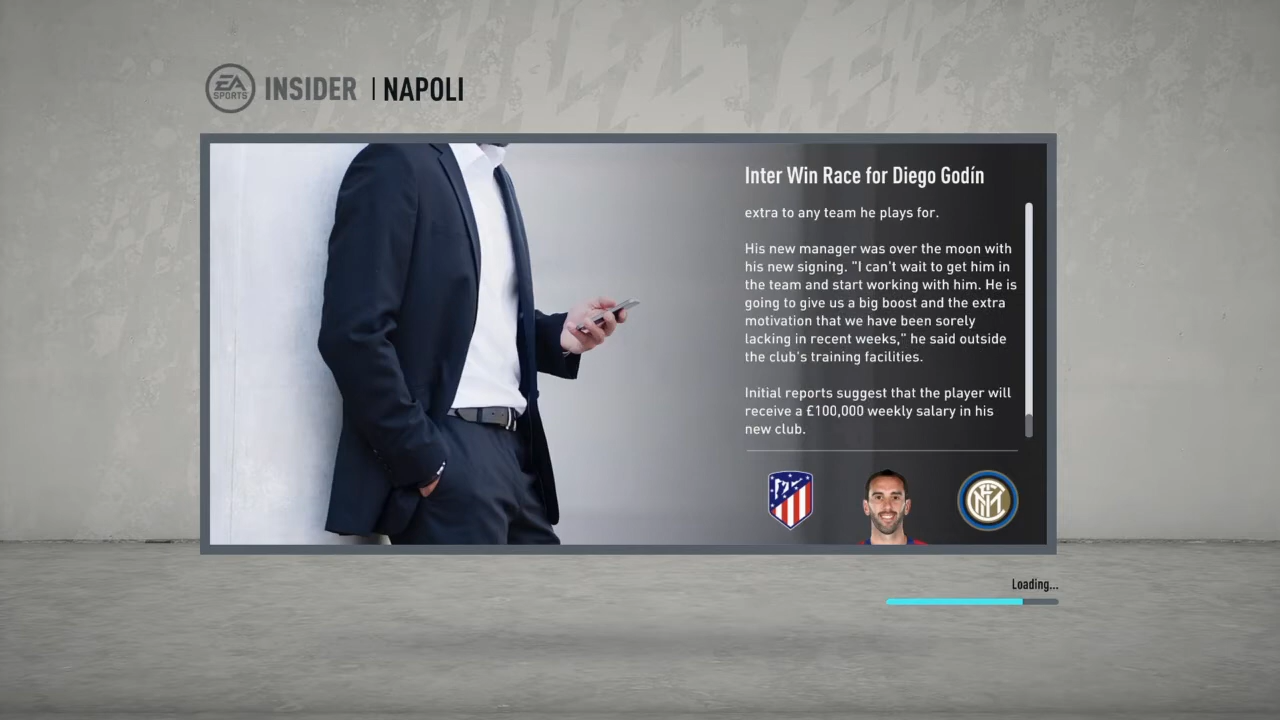 EA SPORTS INSIDER | NAPOLI
Inter Win Race for Diego Godín
extra to any team he plays for.
His new manager was over the moon with
his new signing. "I can't wait to get him in
the team and start working with him. He is
going to give us a big boost and the extra
motivation that we have been sorely
lacking in recent weeks," he said outside
the club's training facilities.
Initial reports suggest that the player will
receive a £100,000 weekly salary in his
new club.
Loading...